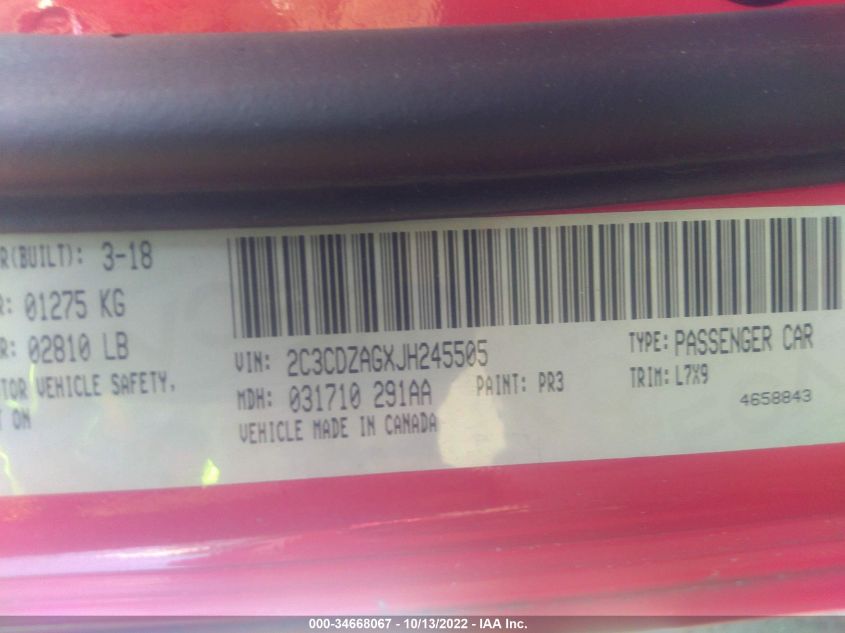 R(BUILT): 3-18
R: 01275 KG
R: 02810 LB
TOR VEHICLE SAFETY,
T ON
VIN: 2C3CDZAGXJH245505
TYPE: PASSENGER CAR
MDH: 031710 291AA
PAINT: PR3
TRIM: L7X9
VEHICLE MADE IN CANADA
4658843
000-34668067 - 10/13/2022 - IAA Inc.